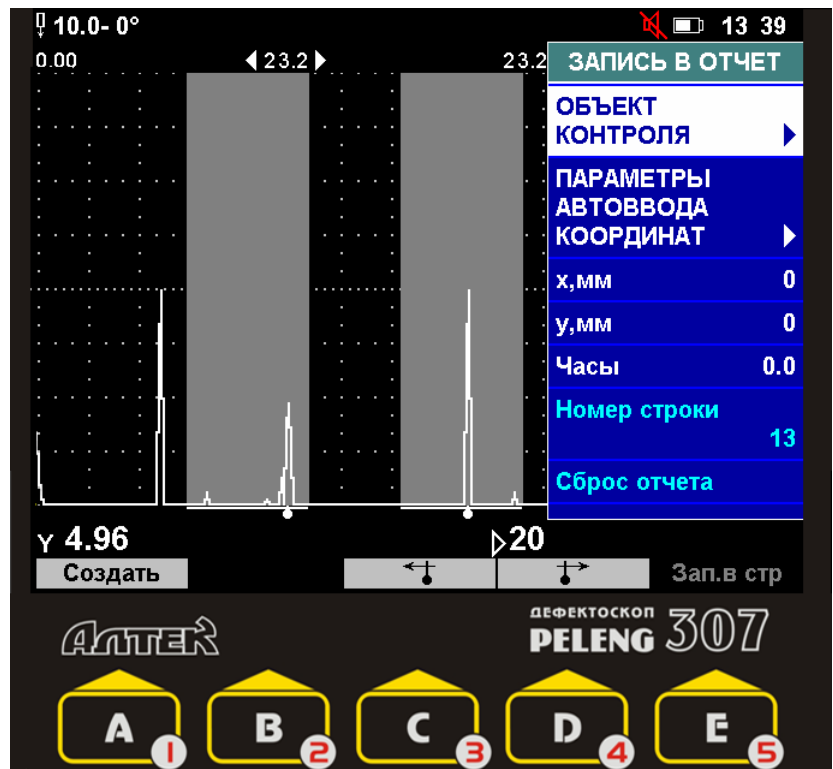 10.0- 0°
13 39
0.00
23.2
23.2
ЗАПИСЬ В ОТЧЕТ
ОБЪЕКТ
КОНТРОЛЯ
ПАРАМЕТРЫ
АВТОВВОДА
КООРДИНАТ
x,мм 0
y,мм 0
Часы 0.0
Номер строки
13
Сброс отчета
Y 4.96
20
Создать
Зап.в стр
АЛТЕК
ДЕФЕКТОСКОП
PELENG 307
A 1
B 2
C 3
D 4
E 5